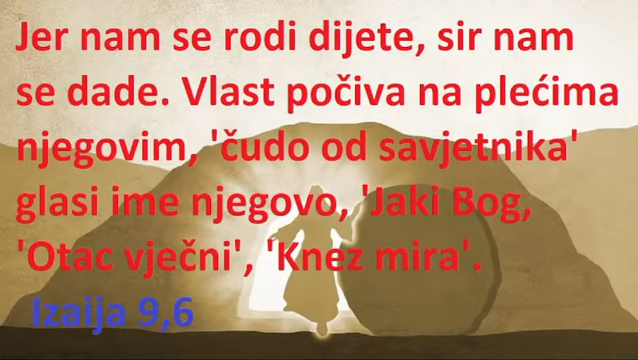 Jer nam se rodi dijete, sir nam
se dade. Vlast počiva na plećima
njegovim, 'čudo od savjetnika'
glasi ime njegovo, 'Jaki Bog,
'Otac vječni', 'Knez mira'.
Izaija 9,6